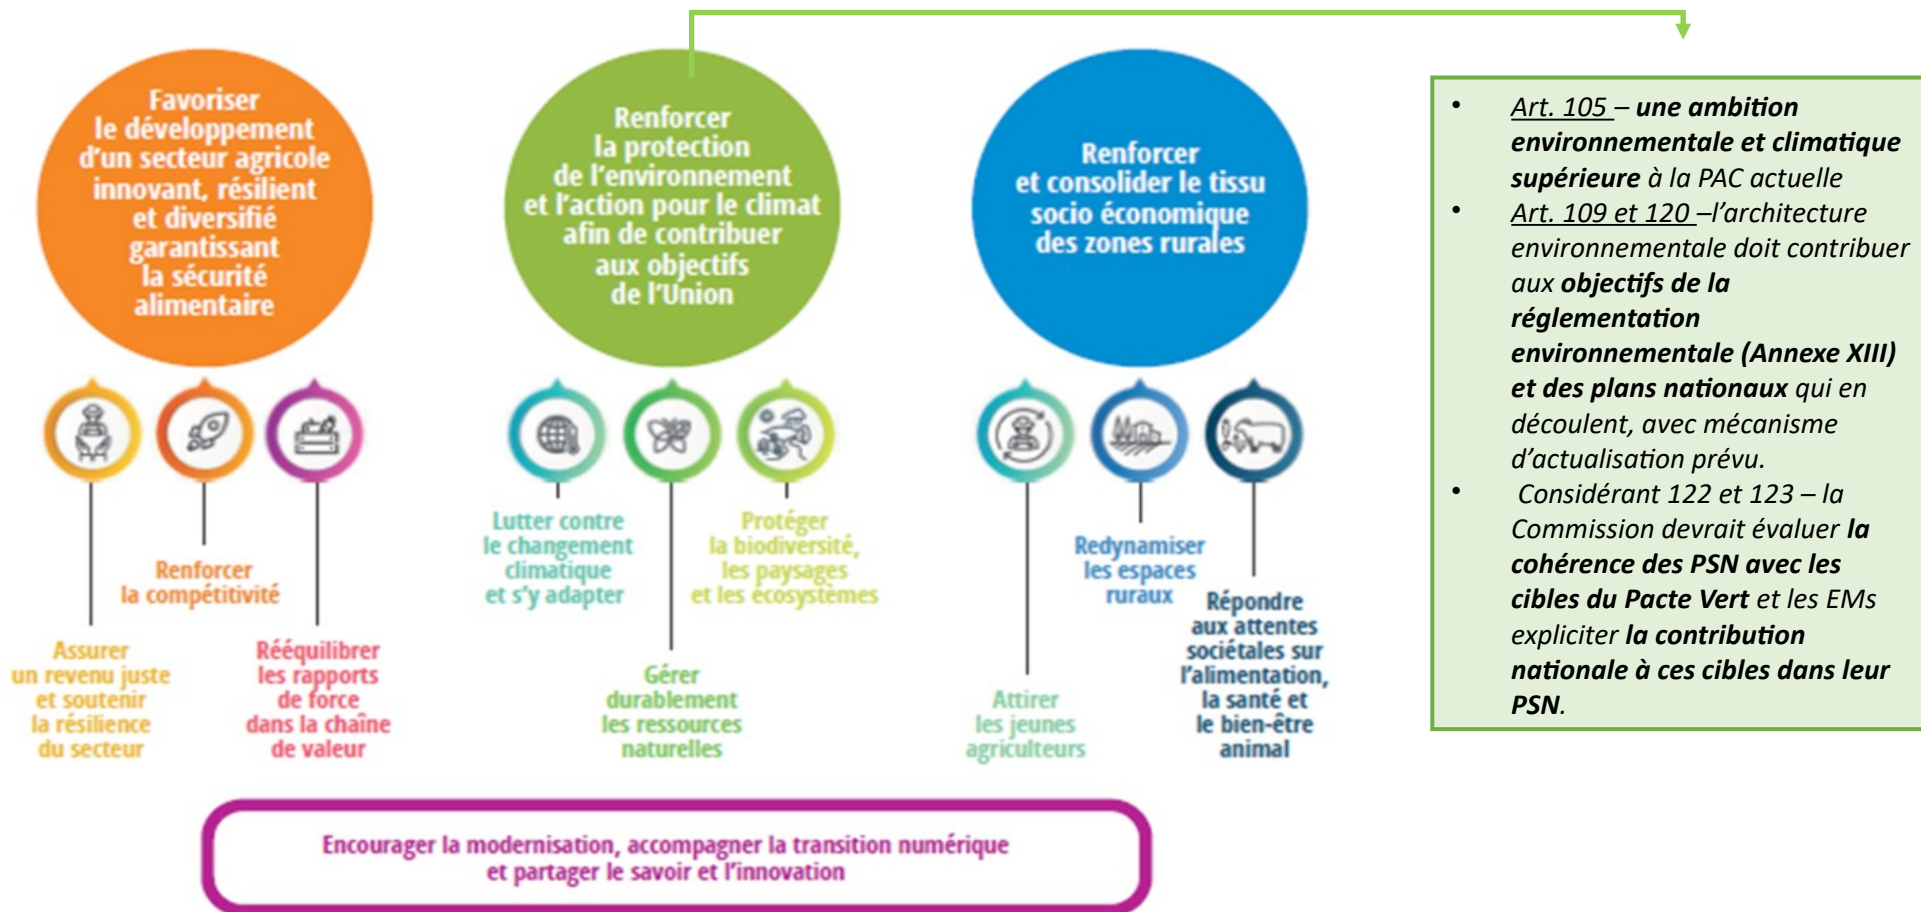 Favoriser
le développement
d'un secteur agricole
innovant, résilient
et diversifié
garantissant
la sécurité
alimentaire
Renforcer
la protection
de l'environnement
et l'action pour le climat
afin de contribuer
aux objectifs
de l'Union
Renforcer
et consolider le tissu
socio économique
des zones rurales
Assurer
un revenu juste
et soutenir
la résilience
du secteur
Renforcer
la compétitivité
Rééquilibrer
les rapports
de force
dans la chaîne
de valeur
Lutter contre
le changement
climatique
et s'y adapter
Gérer
durablement
les ressources
naturelles
Protéger
la biodiversité,
les paysages
et les écosystèmes
Attirer
les jeunes
agriculteurs
Redynamiser
les espaces
ruraux
Répondre
aux attentes
sociétales sur
l'alimentation,
la santé et
le bien-être
animal
Encourager la modernisation, accompagner la transition numérique
et partager le savoir et l'innovation
• Art. 105 – une ambition
environnementale et climatique
supérieure à la PAC actuelle
• Art. 109 et 120 –l'architecture
environnementale doit contribuer
aux objectifs de la
réglementation
environnementale (Annexe XIII)
et des plans nationaux qui en
découlent, avec mécanisme
d'actualisation prévu.
• Considérant 122 et 123 – la
Commission devrait évaluer la
cohérence des PSN avec les
cibles du Pacte Vert et les EMs
expliciter la contribution
nationale à ces cibles dans leur
PSN.